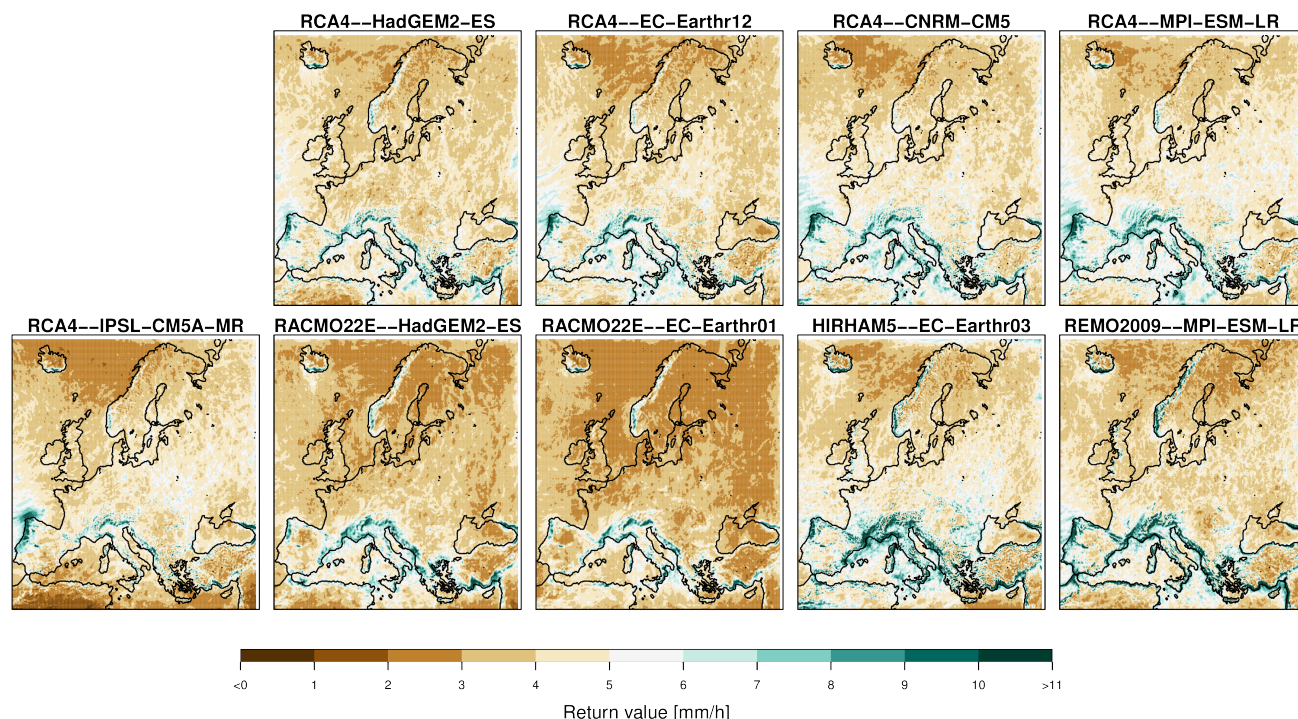 RCA4--HadGEM2-ES
RCA4--EC-Earthr12
RCA4--CNRM-CM5
RCA4--MPI-ESM-LR
RCA4--IPSL-CM5A-MR
RACMO22E--HadGEM2-ES
RACMO22E--EC-Earthr01
HIRHAM5--EC-Earthr03
REMO2009--MPI-ESM-LF
<0 1 2 3 4 5 6 7 8 9 10 >11
Return value [mm/h]